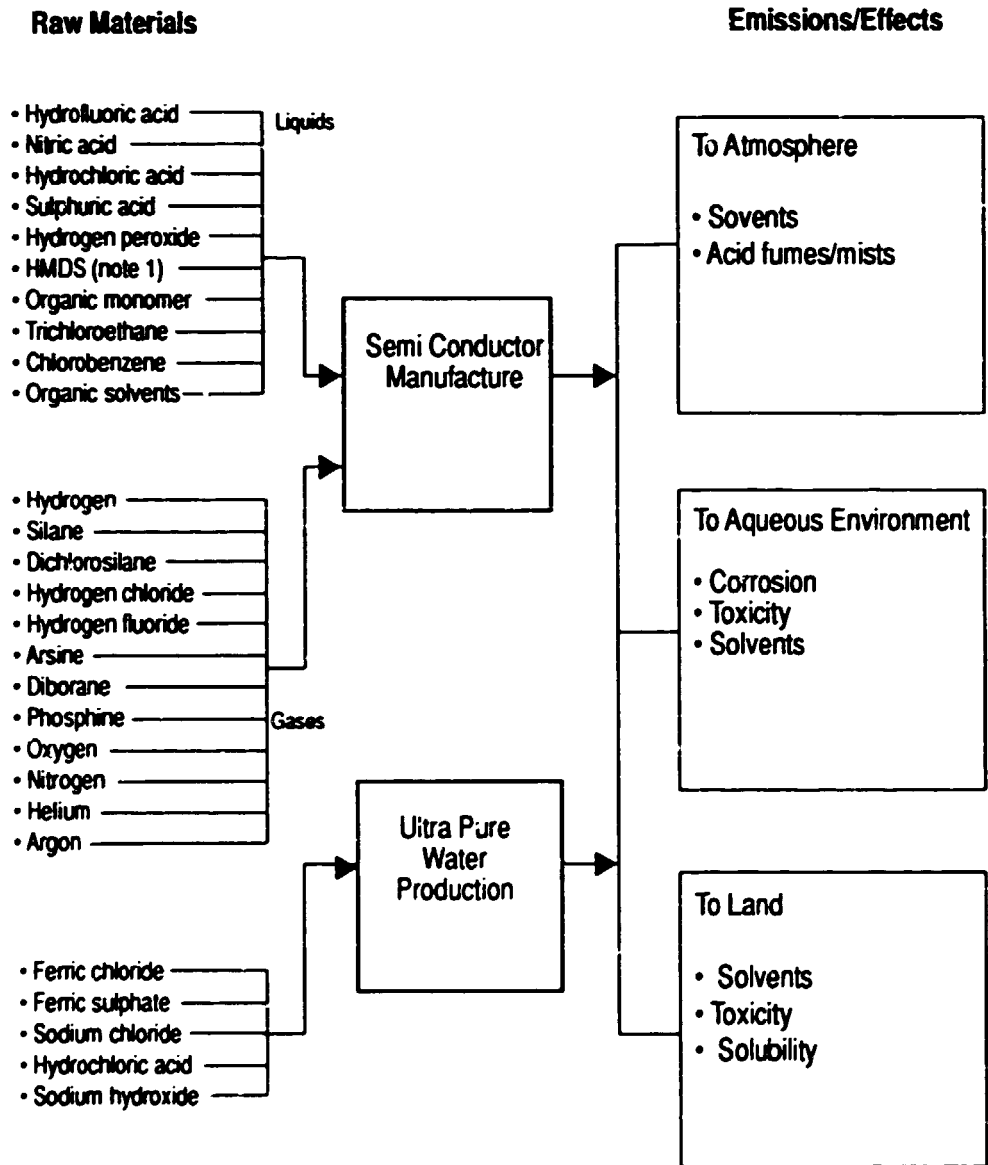 Raw Materials
Emissions/Effects
• Hydrofluoric acid
• Nitric acid
• Hydrochloric acid
• Sulphuric acid
• Hydrogen peroxide
• HMDS (note 1)
• Organic monomer
• Trichloroethane
• Chlorobenzene
• Organic solvents
Liquids
• Hydrogen
• Silane
• Dichlorosilane
• Hydrogen chloride
• Hydrogen fluoride
• Arsine
• Diborane
• Phosphine
• Oxygen
• Nitrogen
• Helium
• Argon
Gases
• Ferric chloride
• Ferric sulphate
• Sodium chloride
• Hydrochloric acid
• Sodium hydroxide
Semi Conductor
Manufacture
Ultra Pure
Water
Production
To Atmosphere
• Sovents
• Acid fumes/mists
To Aqueous Environment
• Corrosion
• Toxicity
• Solvents
To Land
• Solvents
• Toxicity
• Solubility